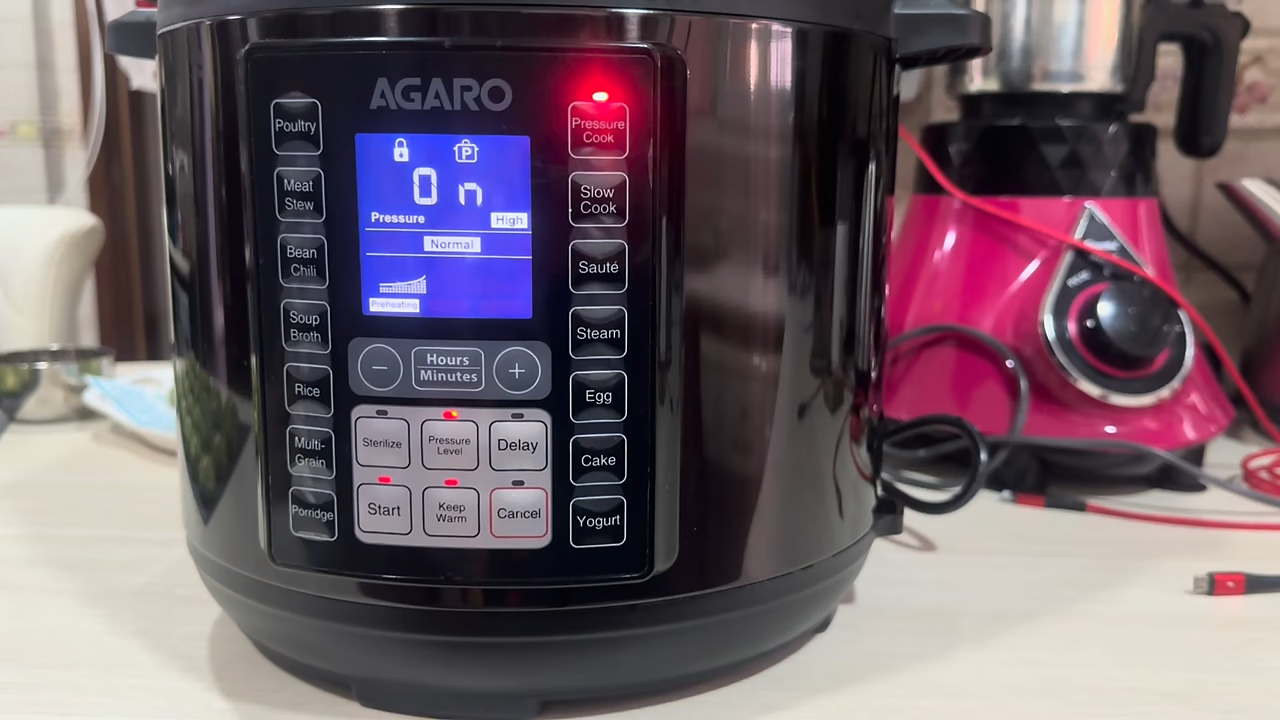 AGARO
Poultry
Meat
Stew
Bean
Chili
Soup
Broth
Rice
Multi-
Grain
Porridge
P
On
Pressure High
Normal
Preheating
− Hours +
Minutes
Sterilize
Pressure
Level
Delay
Start
Keep
Warm
Cancel
Pressure
Cook
Slow
Cook
Sauté
Steam
Egg
Cake
Yogurt